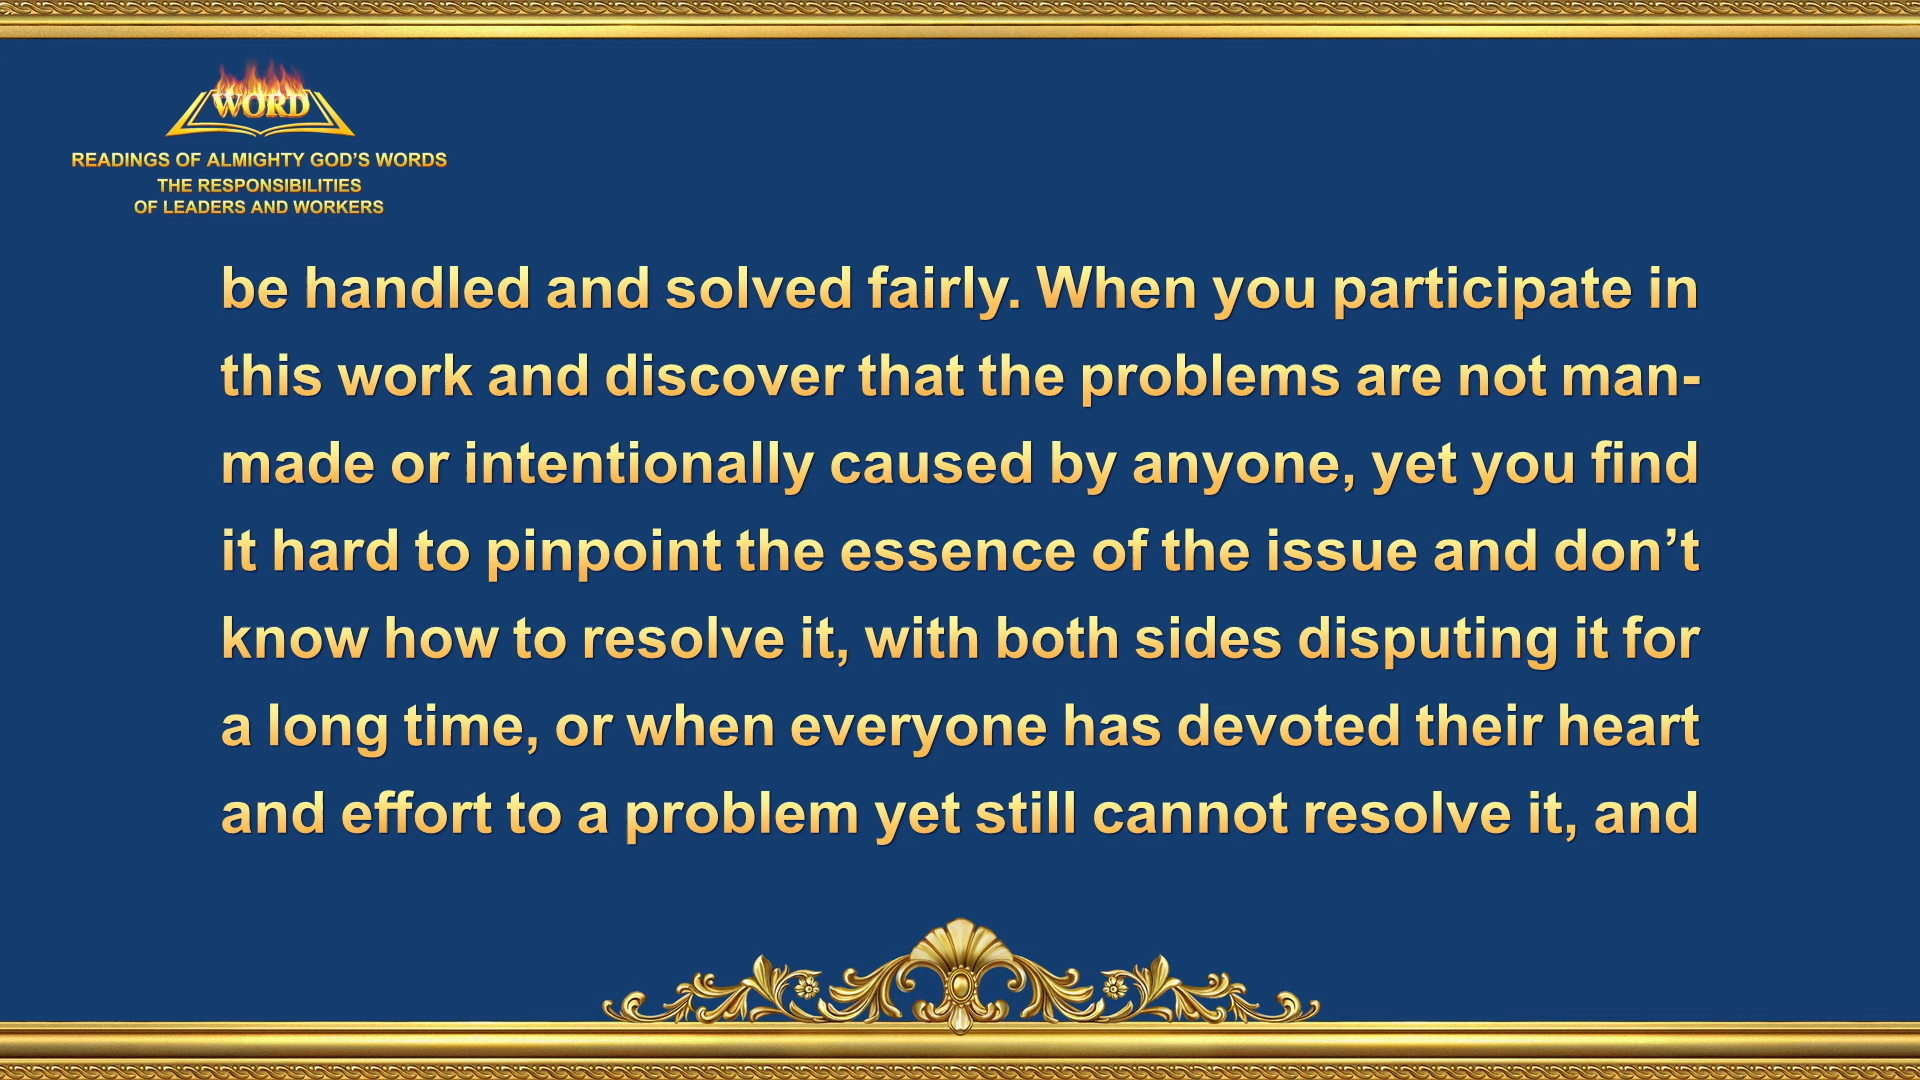 WORD
READINGS OF ALMIGHTY GOD’S WORDS
THE RESPONSIBILITIES
OF LEADERS AND WORKERS
be handled and solved fairly. When you participate in
this work and discover that the problems are not man-
made or intentionally caused by anyone, yet you find
it hard to pinpoint the essence of the issue and don’t
know how to resolve it, with both sides disputing it for
a long time, or when everyone has devoted their heart
and effort to a problem yet still cannot resolve it, and